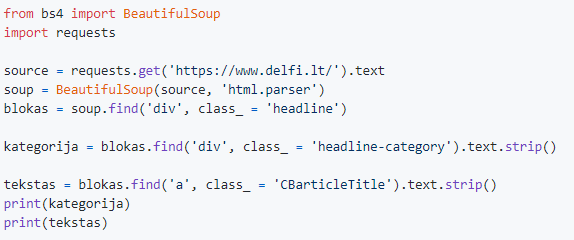 from bs4 import BeautifulSoup
import requests
source = requests.get('https://www.delfi.lt/').text
soup = BeautifulSoup(source, 'html.parser')
blokas = soup.find('div', class_ = 'headline')
kategorija = blokas.find('div', class_ = 'headline-category').text.strip()
tekstas = blokas.find('a', class_ = 'CBarticleTitle').text.strip()
print(kategorija)
print(tekstas)